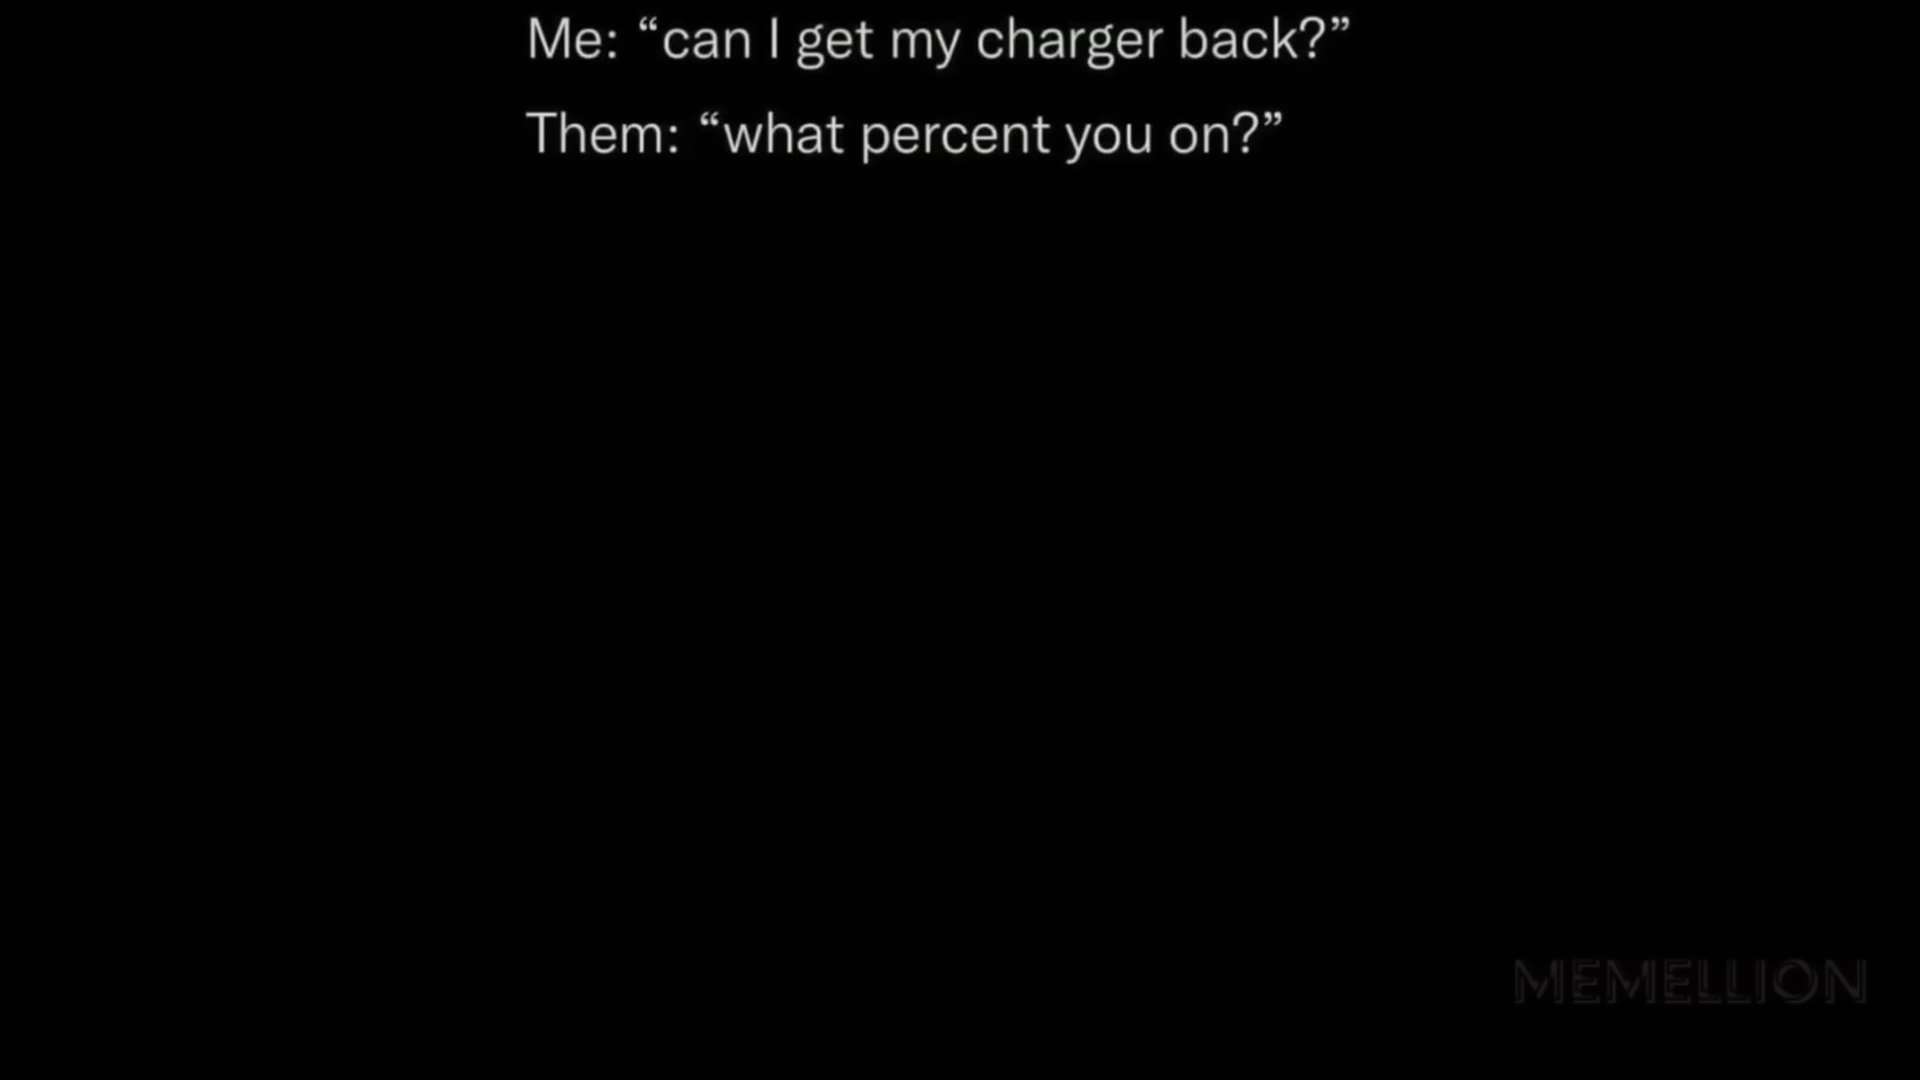 Me: “can I get my charger back?”
Them: “what percent you on?”
MEMELLION